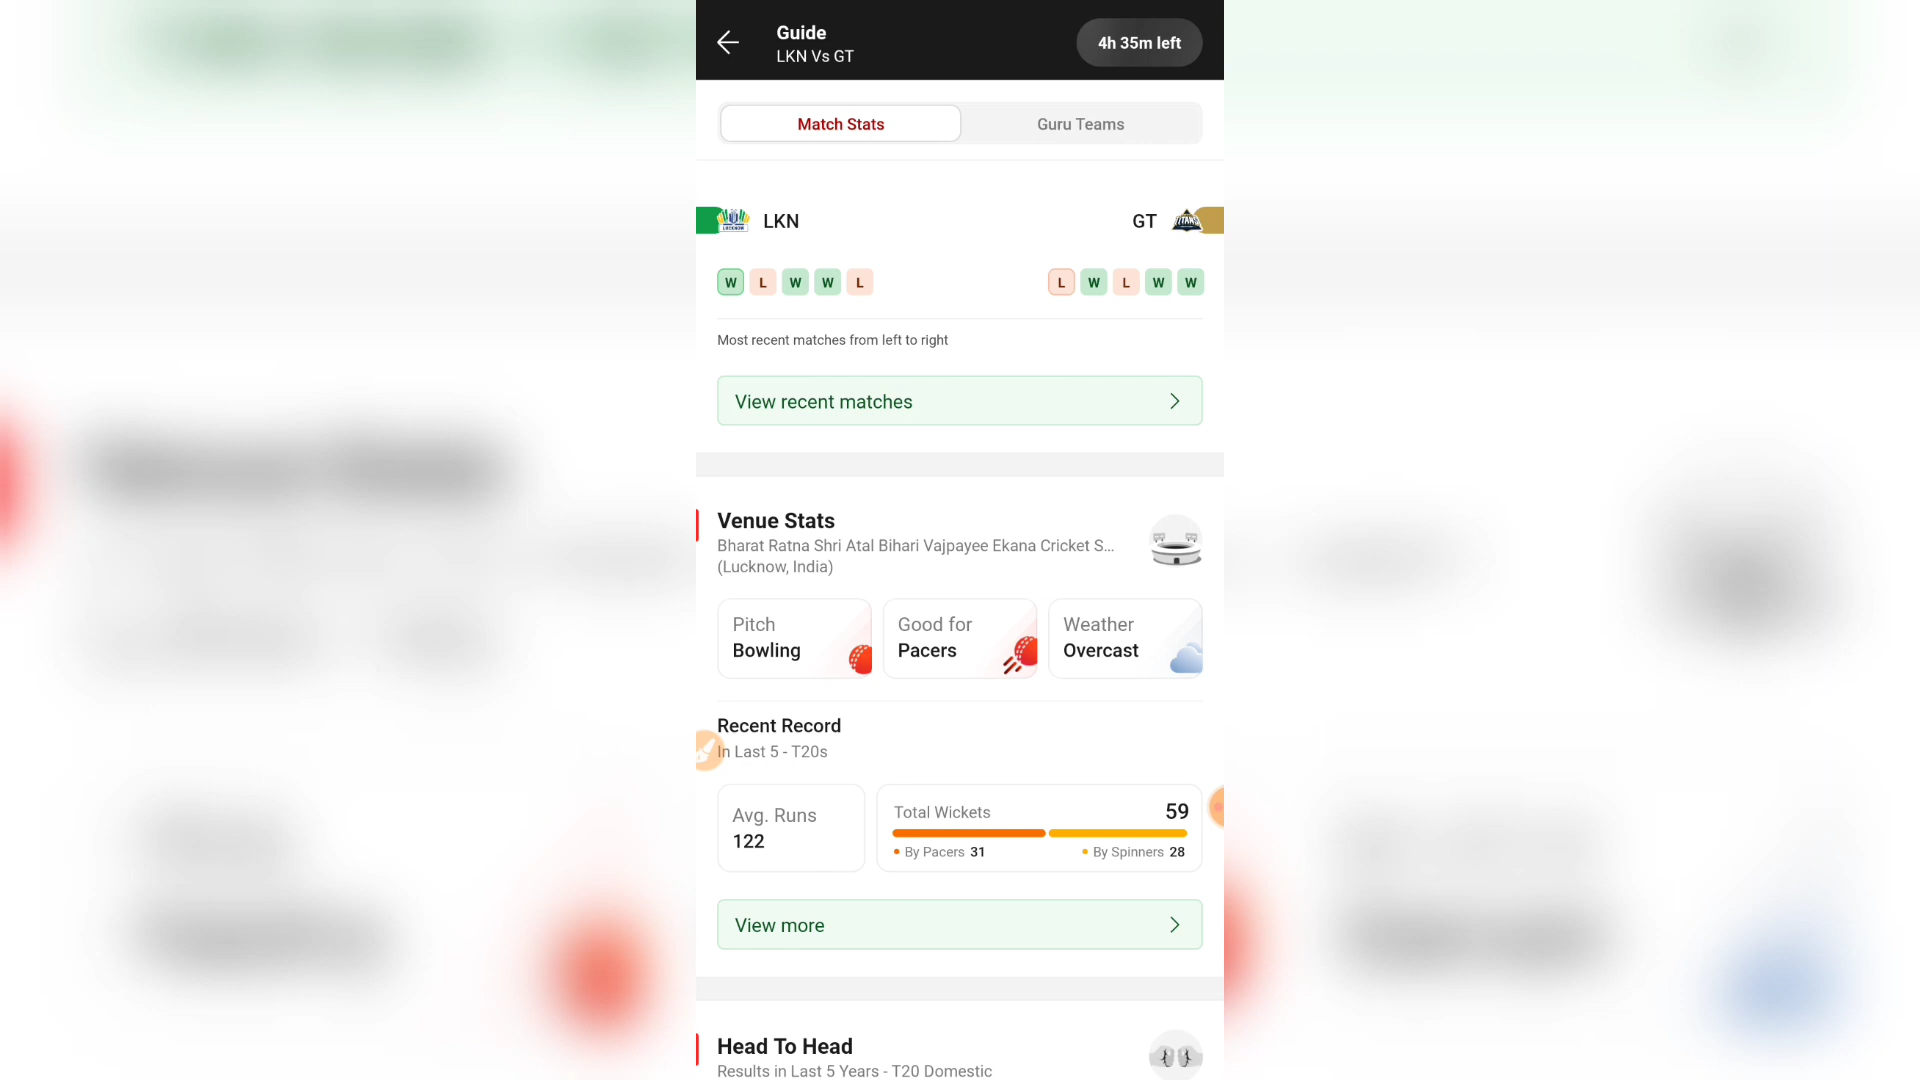 Guide
LKN Vs GT
4h 35m left
Match Stats
Guru Teams
LUCKNOW
LKN
GT
TITANS
W L W W L
L W L W W
Most recent matches from left to right
View recent matches
Venue Stats
Bharat Ratna Shri Atal Bihari Vajpayee Ekana Cricket S...
(Lucknow, India)
Pitch
Bowling
Good for
Pacers
Weather
Overcast
Recent Record
In Last 5 - T20s
Avg. Runs
122
Total Wickets
59
By Pacers 31
By Spinners 28
View more
Head To Head
Results in Last 5 Years - T20 Domestic